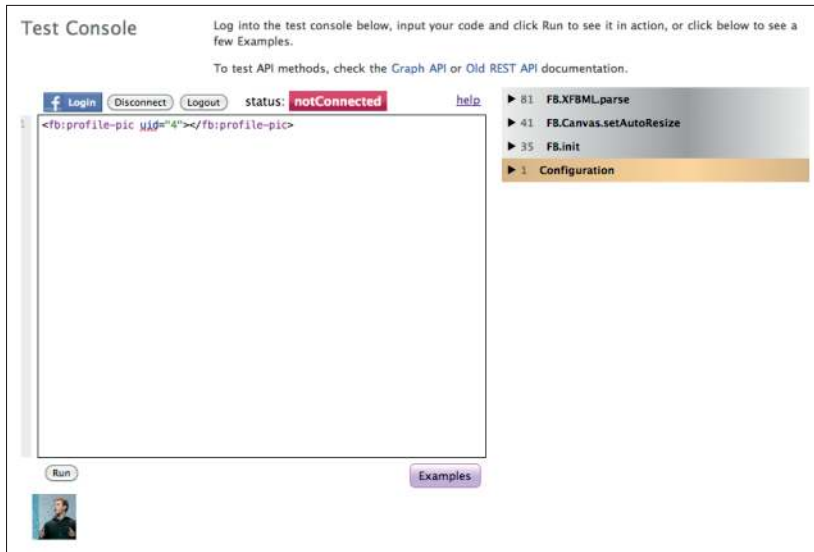 Test Console
Log into the test console below, input your code and click Run to see it in action, or click below to see a
few Examples.
To test API methods, check the Graph API or Old REST API documentation.
f Login Disconnect Logout status: notConnected help
1 <fb:profile-pic uid="4"></fb:profile-pic>
▶ 81 FB.XFBML.parse
▶ 41 FB.Canvas.setAutoResize
▶ 35 FB.init
▶ 1 Configuration
Run
Examples